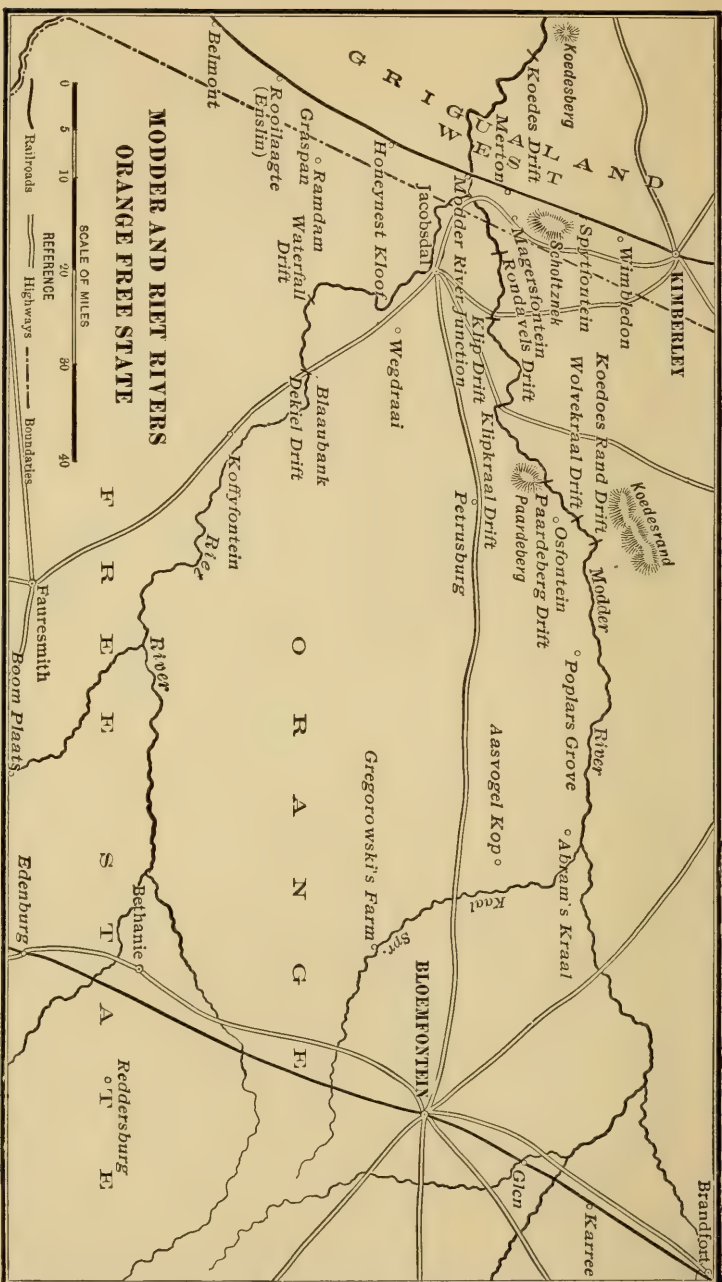 MODDER AND RIET RIVERS
ORANGE FREE STATE
SCALE OF MILES
0 5 10 20 30 40
REFERENCE
Railroads Highways Boundaries
GRIQUALAND
WEST
ORANGE
FREE STATE
Koedesberg
Koedes Drift
Merton
KIMBERLEY
Wimbledon
Spytfontein
Scholtznek
Magersfontein
Rondavels Drift
Modder River Junction
Klip Drift
Klipkraal Drift
Jacobsdal
Honeynest Kloof
Graspan
Ramdam
Rooilaagte
(Enslin)
Belmont
Waterfall
Drift
Wegdraai
Blaaubank
Dekiel Drift
Koffyfontein
Riet
River
Fauresmith
Boom Plaats
Koedoes Rand Drift
Wolvekraal Drift
Koedesrand
Paardeberg Drift
Paardeberg
Osfontein
Petrusburg
Modder
River
Poplars Grove
Aasvogel Kop
Abram's Kraal
Kaal
Spr.
Gregorowski's Farm
BLOEMFONTEIN
Bethanie
Edenburg
Reddersburg
Glen
Karree
Brandfort